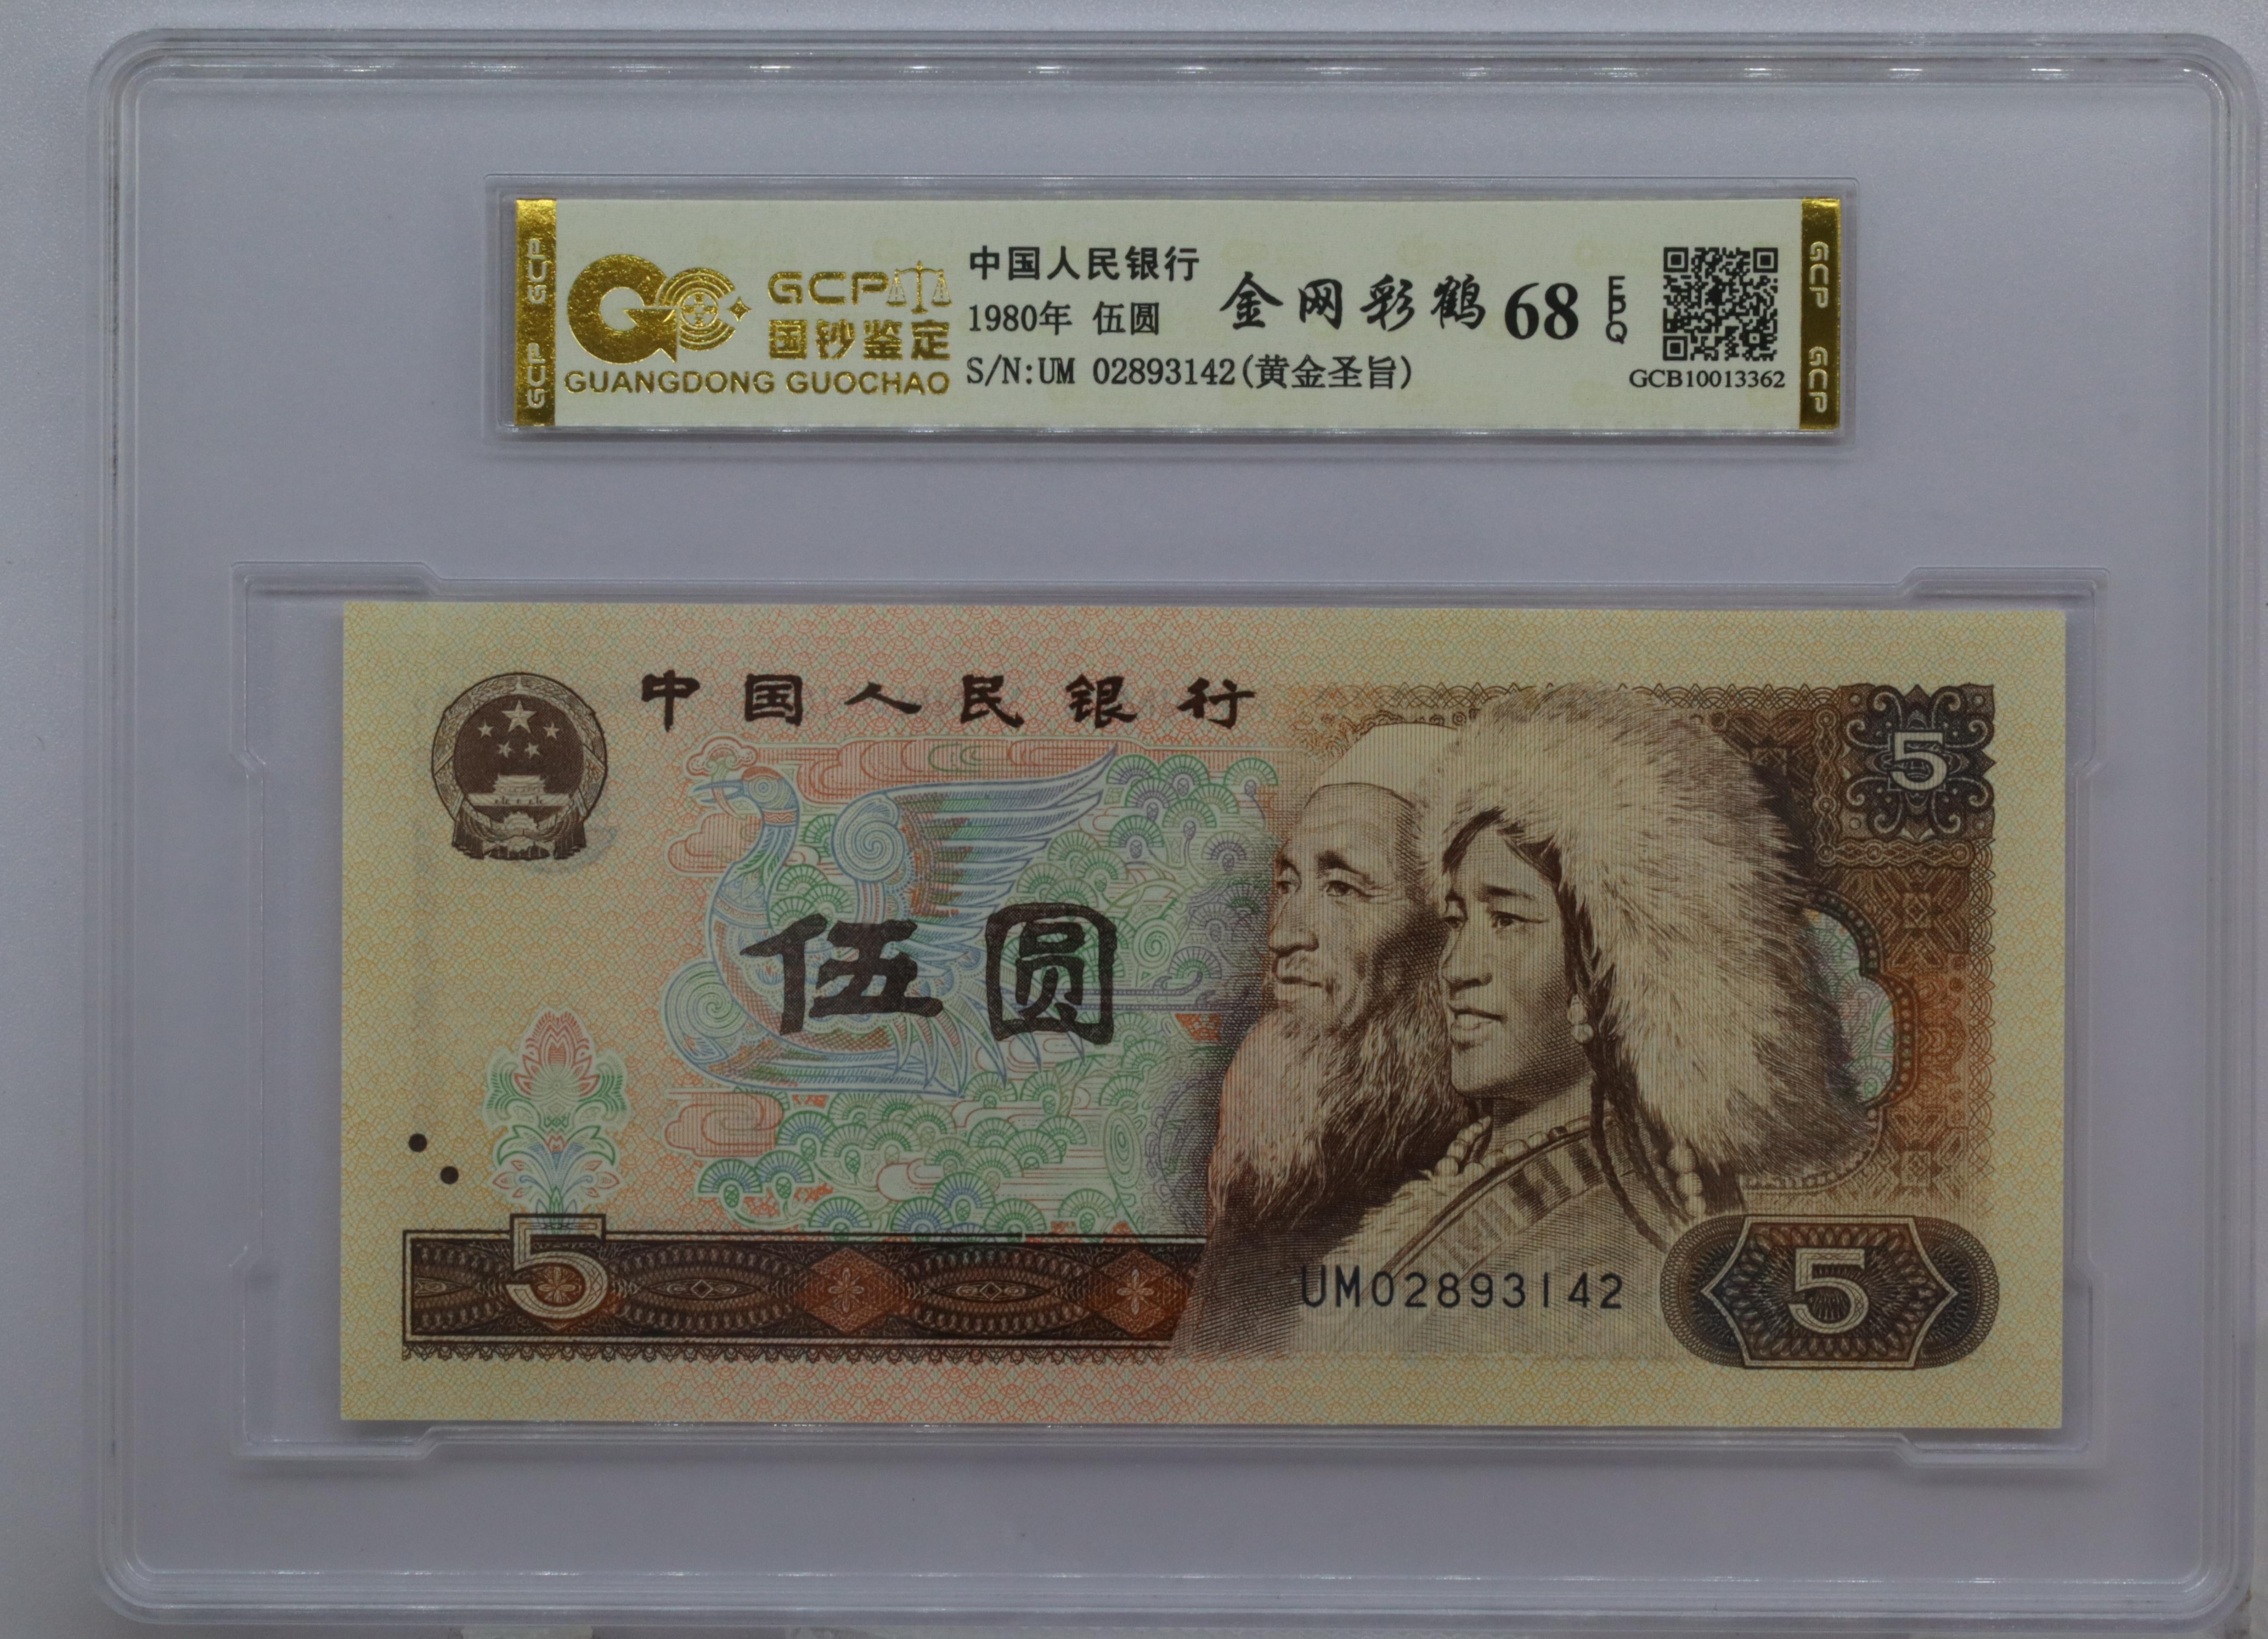 GCP GCP
GCP
国钞鉴定
GUANGDONG GUOCHAO
中国人民银行
1980年 伍圆
S/N:UM 02893142(黄金圣旨)
金网彩鹤 68 EPQ
GCB10013362
GCP GCP
中国人民银行
5
伍圆
5
UM02893142
5